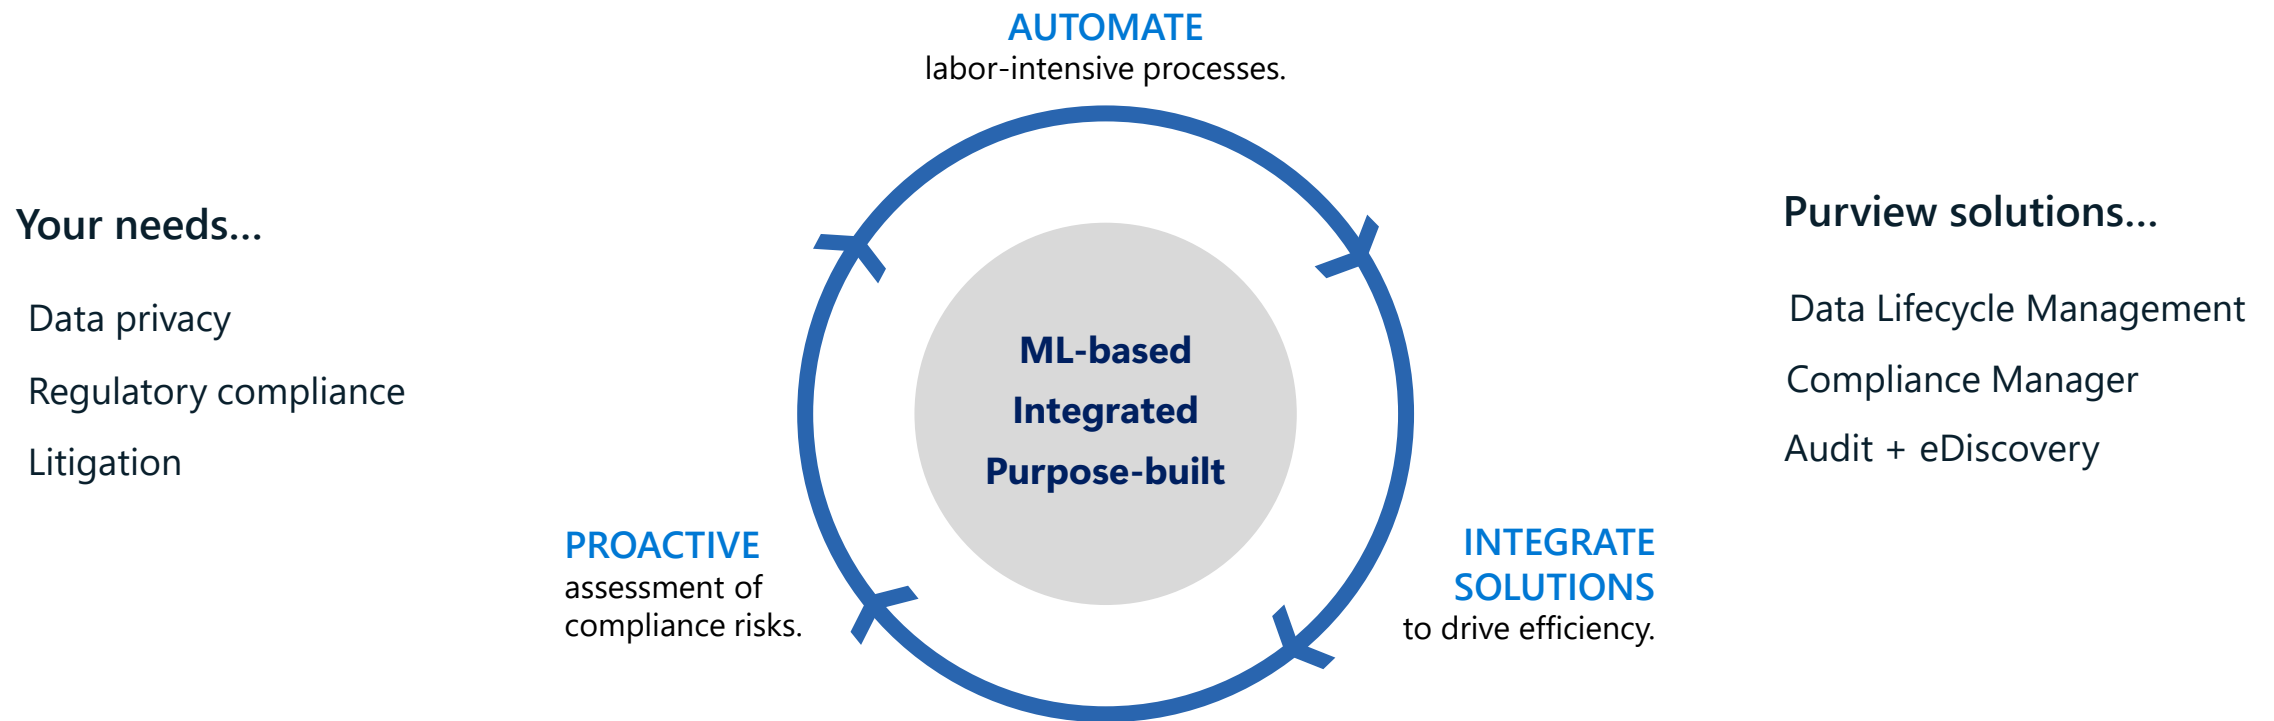 AUTOMATE
labor-intensive processes.
Your needs...
Data privacy
Regulatory compliance
Litigation
ML-based
Integrated
Purpose-built
PROACTIVE
assessment of
compliance risks.
INTEGRATE
SOLUTIONS
to drive efficiency.
Purview solutions...
Data Lifecycle Management
Compliance Manager
Audit + eDiscovery